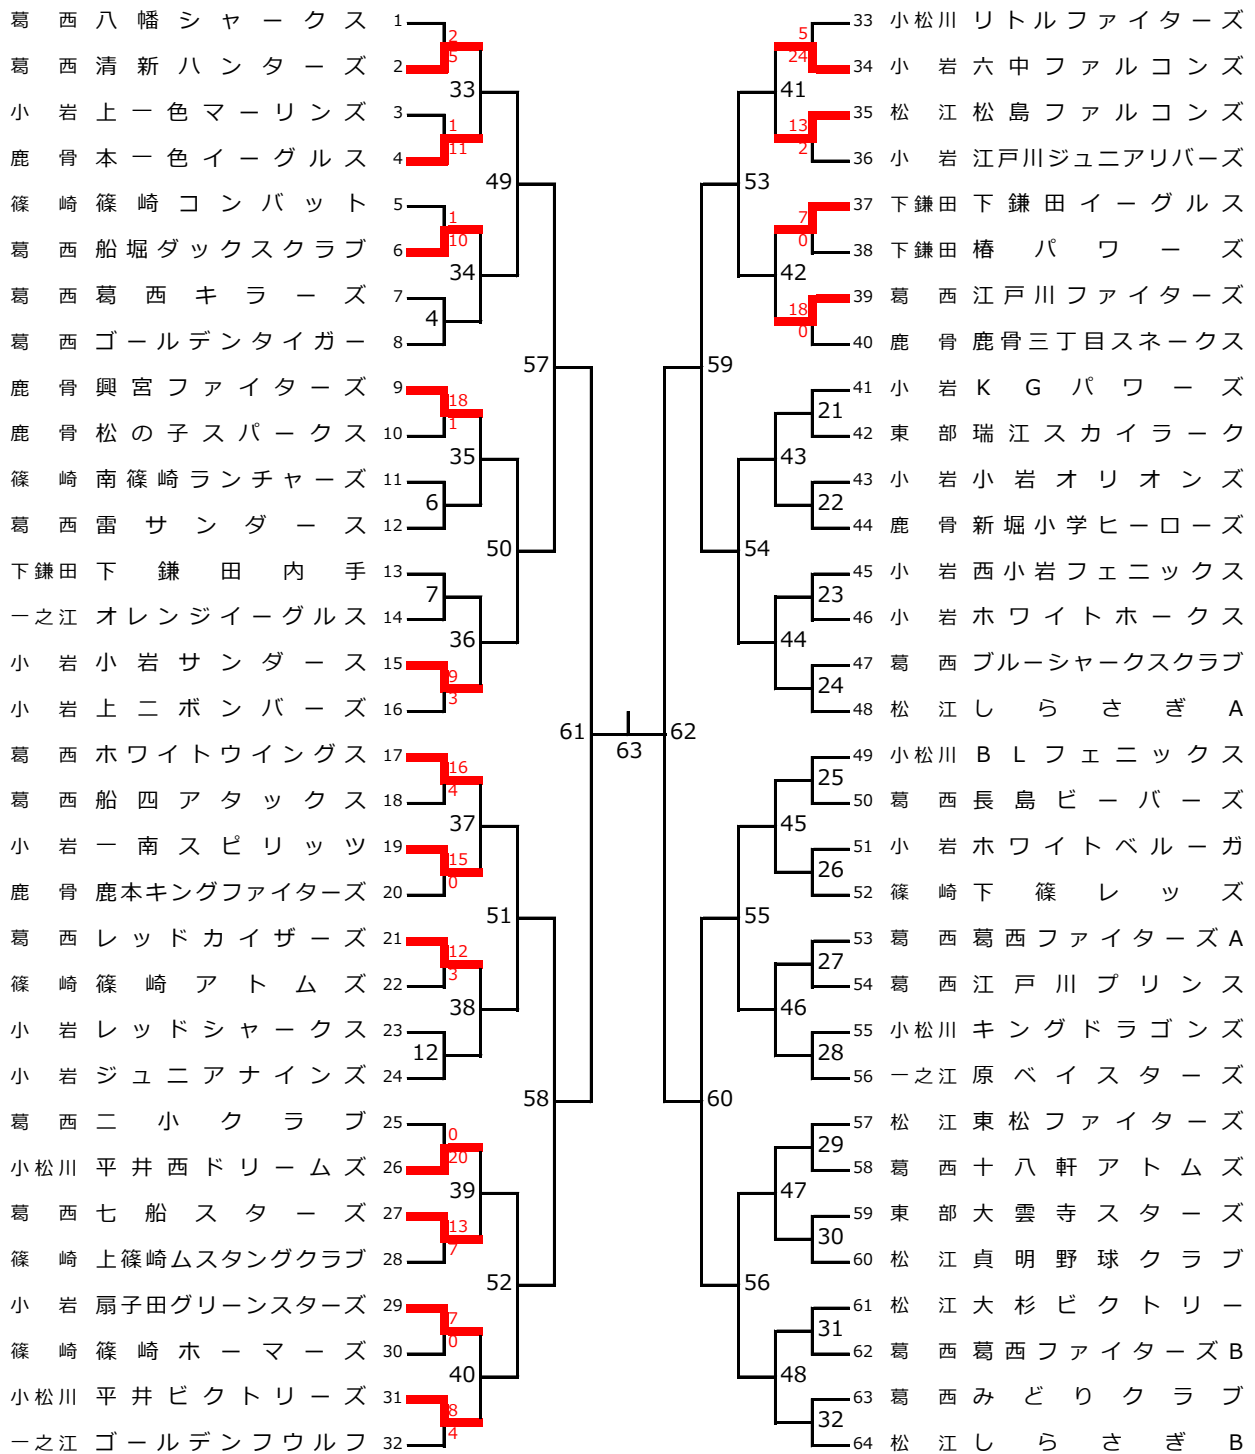 葛西 八幡シャークス 1
2
5
葛西 清新ハンターズ 2
33
小岩 上一色マーリンズ 3
1
11
鹿骨 本一色イーグルス 4
49
篠崎 篠崎コンバット 5
1
10
葛西 船堀ダックスクラブ 6
34
葛西 葛西キラーズ 7
4
葛西 ゴールデンタイガー 8
57
鹿骨 興宮ファイターズ 9
18
1
鹿骨 松の子スパークス 10
35
篠崎 南篠崎ランチャーズ 11
6
葛西 雷サンダース 12
50
下鎌田 下鎌田内手 13
7
一之江 オレンジイーグルス 14
36
小岩 小岩サンダース 15
9
3
小岩 上二ボンバーズ 16
61
葛西 ホワイトウイングス 17
16
4
葛西 船四アタックス 18
37
小岩 一南スピリッツ 19
15
0
鹿骨 鹿本キングファイターズ 20
51
葛西 レッドカイザーズ 21
12
3
篠崎 篠崎アトムズ 22
38
小岩 レッドシャークス 23
12
小岩 ジュニアナインズ 24
58
葛西 二小クラブ 25
0
20
小松川 平井西ドリームズ 26
39
葛西 七船スターズ 27
13
7
篠崎 上篠崎ムスタングクラブ 28
52
小岩 扇子田グリーンスターズ 29
7
0
篠崎 篠崎ホーマーズ 30
40
小松川 平井ビクトリーズ 31
8
4
一之江 ゴールデンフウルフ 32
63
33 小松川 リトルファイターズ
5
24
34 小岩 六中ファルコンズ
41
35 松江 松島ファルコンズ
13
2
36 小岩 江戸川ジュニアリバーズ
53
37 下鎌田 下鎌田イーグルス
7
0
38 下鎌田 椿パワーズ
42
39 葛西 江戸川ファイターズ
18
0
40 鹿骨 鹿骨三丁目スネークス
59
41 小岩 KGパワーズ
21
42 東部 瑞江スカイラーク
43
43 小岩 小岩オリオンズ
22
44 鹿骨 新堀小学ヒーローズ
54
45 小岩 西小岩フェニックス
23
46 小岩 ホワイトホークス
44
47 葛西 ブルーシャークスクラブ
24
48 松江 しらさぎA
62
49 小松川 BLフェニックス
25
50 葛西 長島ビーバーズ
45
51 小岩 ホワイトベルーガ
26
52 篠崎 下篠レッズ
55
53 葛西 葛西ファイターズA
27
54 葛西 江戸川プリンス
46
55 小松川 キングドラゴンズ
28
56 一之江 原ベイスターズ
60
57 松江 東松ファイターズ
29
58 葛西 十八軒アトムズ
47
59 東部 大雲寺スターズ
30
60 松江 貞明野球クラブ
56
61 松江 大杉ビクトリー
31
62 葛西 葛西ファイターズB
48
63 葛西 みどりクラブ
32
64 松江 しらさぎB